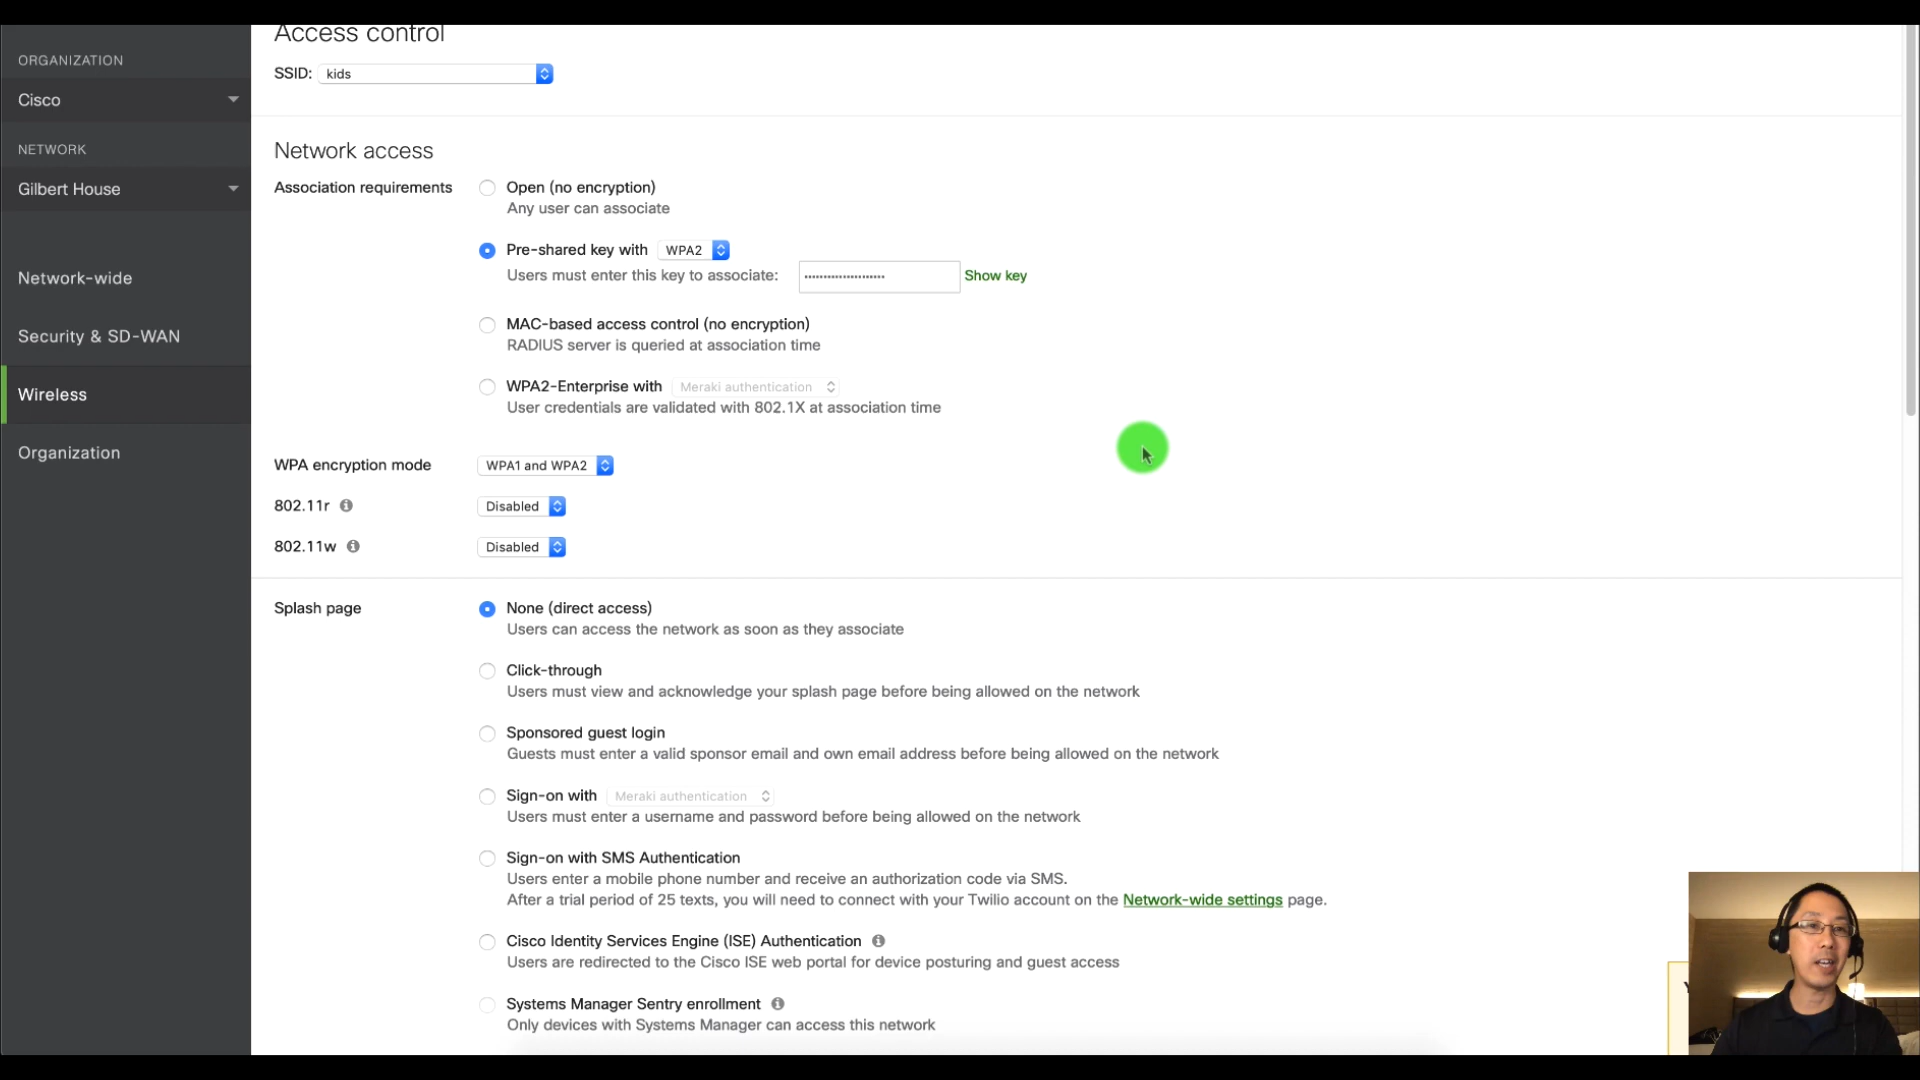 Access control
ORGANIZATION
SSID: kids
Cisco
NETWORK
Network access
Gilbert House
Association requirements
Open (no encryption)
Any user can associate
Pre-shared key with WPA2
Users must enter this key to associate: Show key
Network-wide
MAC-based access control (no encryption)
RADIUS server is queried at association time
Security & SD-WAN
WPA2-Enterprise with Meraki authentication
User credentials are validated with 802.1X at association time
Wireless
Organization
WPA encryption mode WPA1 and WPA2
802.11r i Disabled
802.11w i Disabled
Splash page
None (direct access)
Users can access the network as soon as they associate
Click-through
Users must view and acknowledge your splash page before being allowed on the network
Sponsored guest login
Guests must enter a valid sponsor email and own email address before being allowed on the network
Sign-on with Meraki authentication
Users must enter a username and password before being allowed on the network
Sign-on with SMS Authentication
Users enter a mobile phone number and receive an authorization code via SMS.
After a trial period of 25 texts, you will need to connect with your Twilio account on the Network-wide settings page.
Cisco Identity Services Engine (ISE) Authentication i
Users are redirected to the Cisco ISE web portal for device posturing and guest access
Systems Manager Sentry enrollment i
Only devices with Systems Manager can access this network